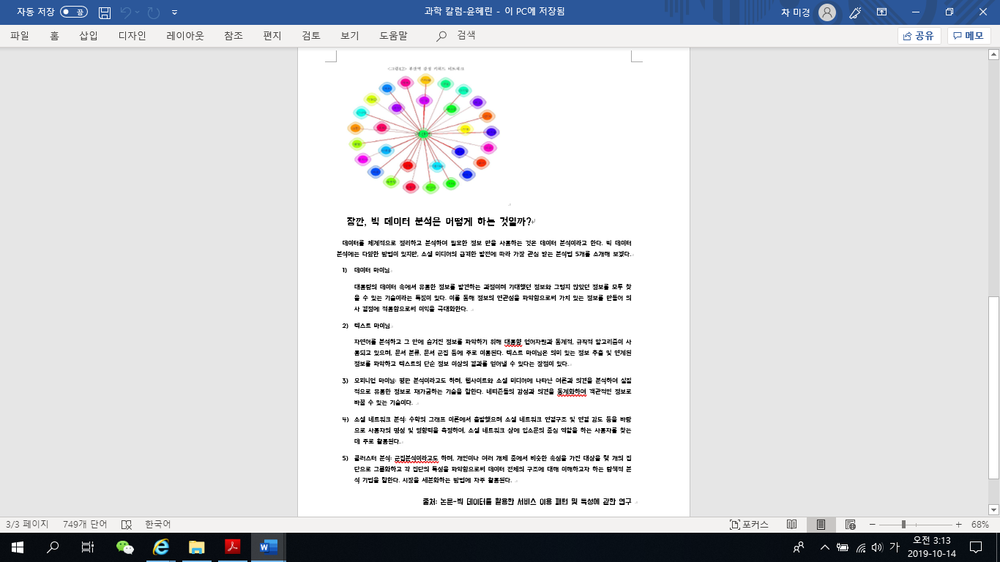 자동 저장 끔 과학 칼럼-윤혜린 - 이 PC에 저장됨 차 미경
파일 홈 삽입 디자인 레이아웃 참조 편지 검토 보기 도움말 검색 공유 메모
잠깐, 빅 데이터 분석은 어떻게 하는 것일까?
데이터를 체계적으로 정리하고 분석하여 필요한 정보 만을 사용하는 것은 데이터 분석이라고 한다. 빅 데이터
분석에는 다양한 방법이 있지만, 소셜 미디어의 급격한 발전에 따라 가장 관심 받는 분석법 5개를 소개해 보겠다.
1) 데이터 마이닝
대용량의 데이터 속에서 유용한 정보를 발견하는 과정이며 기대했던 정보와 그렇지 않았던 정보를 모두 찾
을 수 있는 기술이라는 특징이 있다. 이를 통해 정보의 연관성을 파악함으로써 가치 있는 정보를 만들어 의
사 결정에 적용함으로써 이익을 극대화한다.
2) 텍스트 마이닝
자연어를 분석하고 그 안에 숨겨진 정보를 파악하기 위해 대용량 언어자원과 통계적, 규칙적 알고리즘이 사
용되고 있으며, 문서 분류, 문서 군집 등에 주로 이용된다. 텍스트 마이닝은 의미 있는 정보 추출 및 연계된
정보를 파악하고 텍스트의 단순 정보 이상의 결과를 얻어낼 수 있다는 장점이 있다.
3) 오피니언 마이닝: 평판 분석이라고도 하며, 웹사이트와 소셜 미디어에 나타난 여론과 의견을 분석하여 실질
적으로 유용한 정보로 재가공하는 기술을 말한다. 네티즌들의 감성과 의견을 통계화하여 객관적인 정보로
바꿀 수 있는 기술이다.
4) 소셜 네트워크 분석: 수학의 그래프 이론에서 출발했으며 소셜 네트워크 연결구조 및 연결 강도 등을 바탕
으로 사용자의 명성 및 영향력을 측정하여, 소셜 네트워크 상에 입소문의 중심 역할을 하는 사용자를 찾는
데 주로 활용된다.
5) 클러스터 분석: 군집분석이라고도 하며, 개인이나 여러 개체 중에서 비슷한 속성을 가진 대상을 몇 개의 집
단으로 그룹화하고 각 집단의 특성을 파악함으로써 데이터 전체의 구조에 대해 이해하고자 하는 탐색적 분
석 기법을 말한다. 시장을 세분화하는 방법에 자주 활용된다.
출처: 논문-빅 데이터를 활용한 서비스 이용 패턴 및 특성에 관한 연구
3/3 페이지 749개 단어 한국어 포커스 68%
가 오전 3:13
2019-10-14